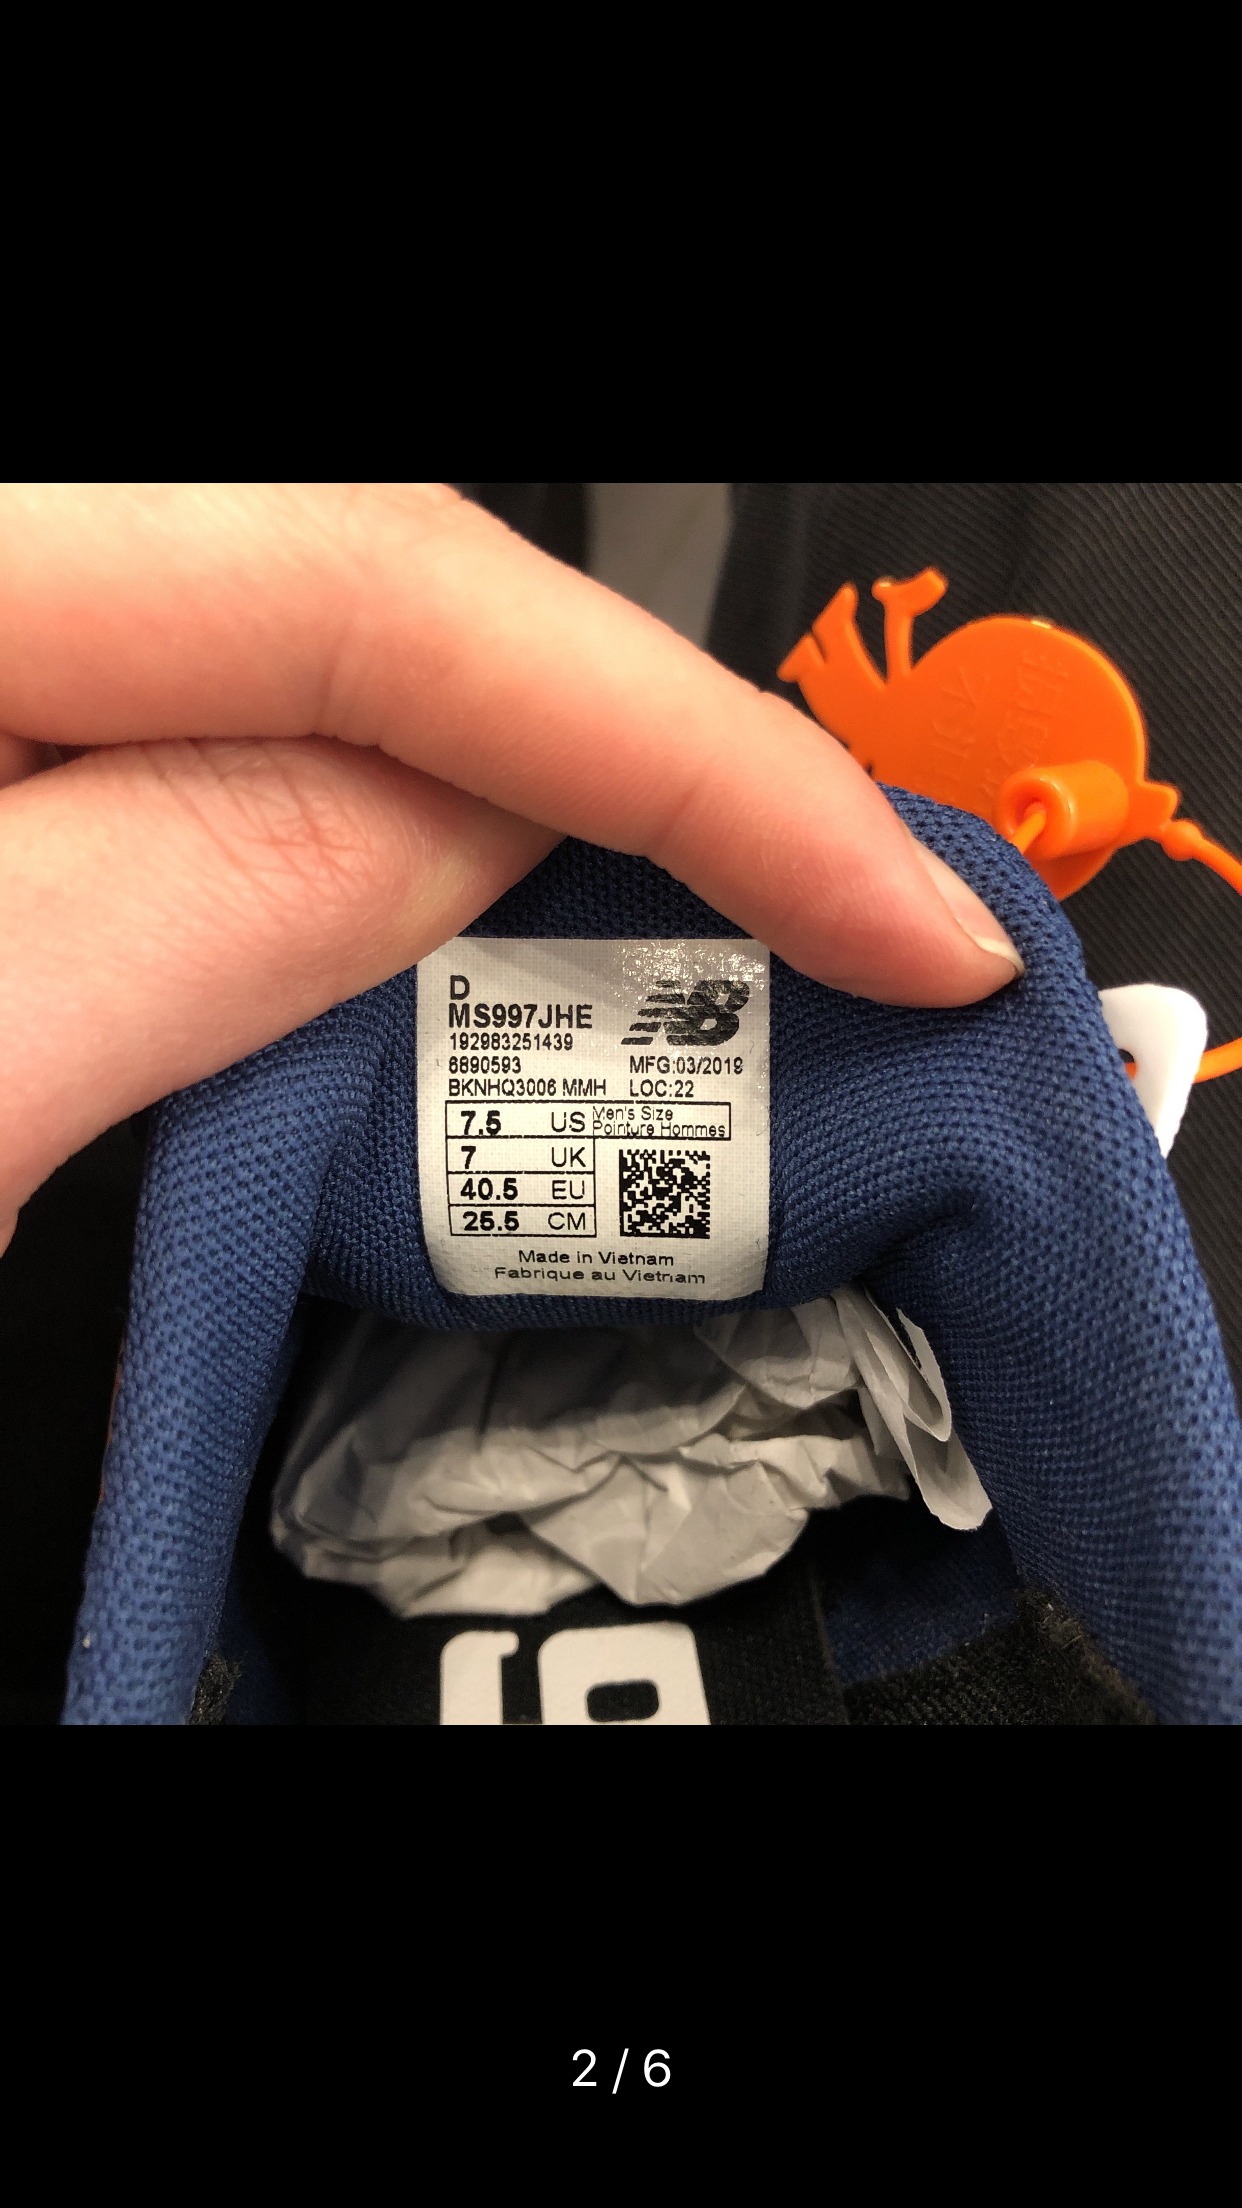 D
MS997JHE
192983251439
6890593 MFG:03/2019
BKNHQ3006 MMH LOC:22
7.5 US Men's Size
Pointure Hommes
7 UK
40.5 EU
25.5 CM
Made in Vietnam
Fabrique au Vietnam
2 / 6